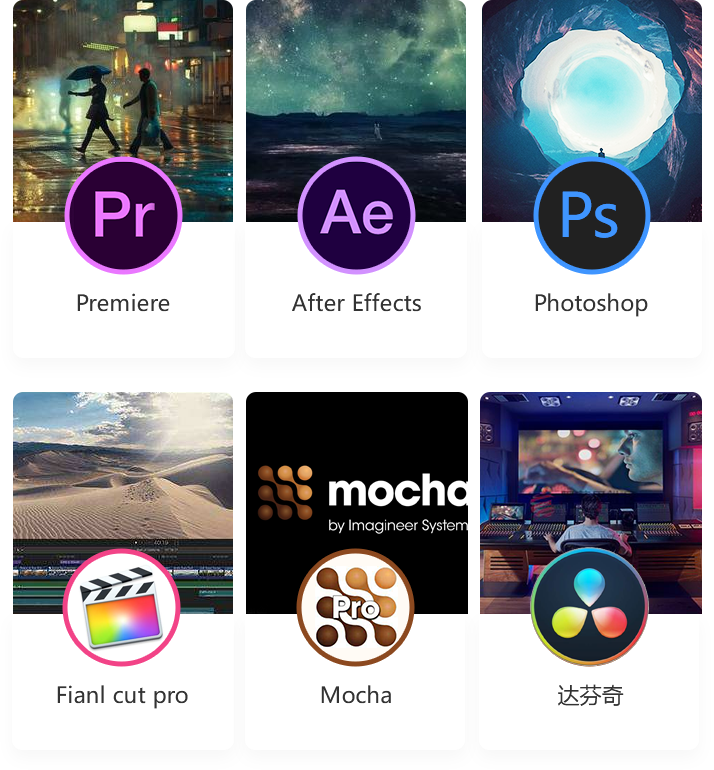 Pr
Ae
Ps
Premiere
After Effects
Photoshop
mocha
by Imagineer System
Pro
Fianl cut pro
Mocha
达芬奇